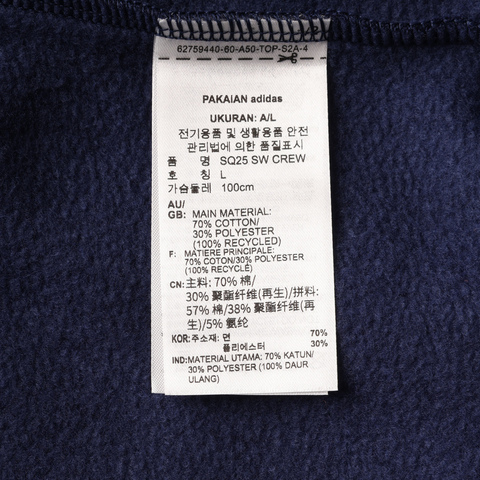 62759440-60-A50-TOP-S2A-4
PAKAIAN adidas
UKURAN: A/L
전기용품 및 생활용품 안전
관리법에 의한 품질표시
품 명 SQ25 SW CREW
호 칭 L
가슴둘레 100cm
AU/
GB: MAIN MATERIAL:
70% COTTON/
30% POLYESTER
(100% RECYCLED)
F: MATIERE PRINCIPALE:
70% COTON/30% POLYESTER
(100% RECYCLÉ)
CN: 主料: 70% 棉/
30% 聚酯纤维(再生)/拼料:
57% 棉/38% 聚酯纤维(再
生)/5% 氨纶
KOR: 주소재: 면 70%
폴리에스터 30%
IND: MATERIAL UTAMA: 70% KATUN/
30% POLYESTER (100% DAUR
ULANG)